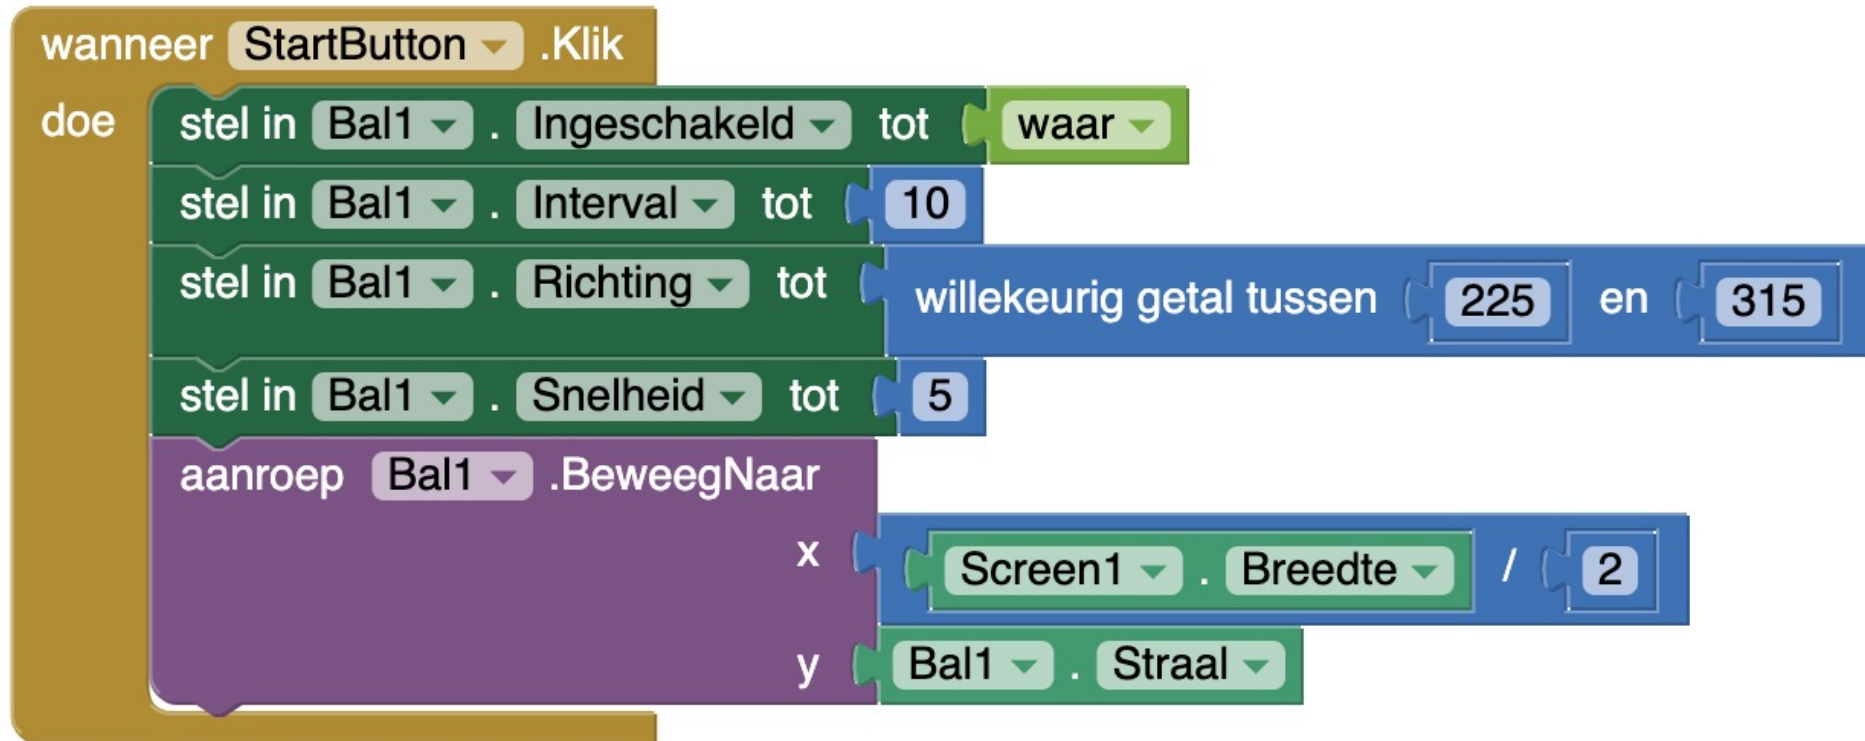 wanneer StartButton .Klik
doe stel in Bal1 . Ingeschakeld tot waar
stel in Bal1 . Interval tot 10
stel in Bal1 . Richting tot willekeurig getal tussen 225 en 315
stel in Bal1 . Snelheid tot 5
aanroep Bal1 .BeweegNaar
x Screen1 . Breedte / 2
y Bal1 . Straal